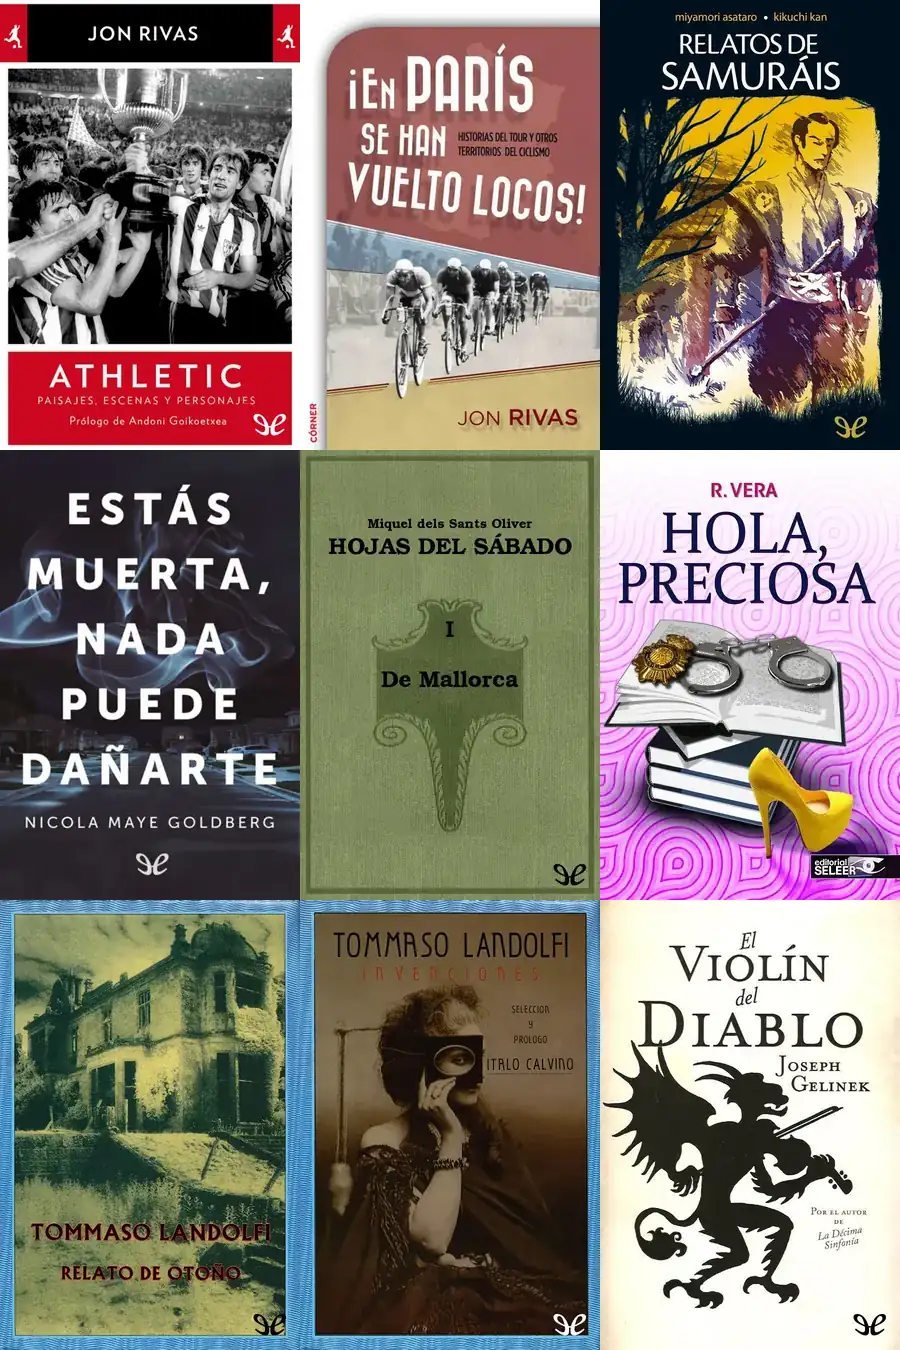 JON RIVAS
ATHLETIC
PAISAJES, ESCENAS Y PERSONAJES
Prólogo de Andoni Goikoetxea
¡EN PARÍS
SE HAN
HISTORIAS DEL TOUR Y OTROS
TERRITORIOS DEL CICLISMO
VUELTO LOCOS!
JON RIVAS
CÓRNER
miyamori asataro • kikuchi kan
RELATOS DE
SAMURÁIS
ESTÁS
MUERTA,
NADA
PUEDE
DAÑARTE
NICOLA MAYE GOLDBERG
Miquel dels Sants Oliver
HOJAS DEL SÁBADO
I
De Mallorca
R. VERA
HOLA,
PRECIOSA
editorial
SELEER
TOMMASO LANDOLFI
RELATO DE OTOÑO
TOMMASO LANDOLFI
INVENCIONES
SELECCION
Y
PROLOGO
ITALO CALVINO
El
VIOLÍN
del
DIABLO
JOSEPH
GELINEK
POR EL AUTOR
DE
La Décima
Sinfonía